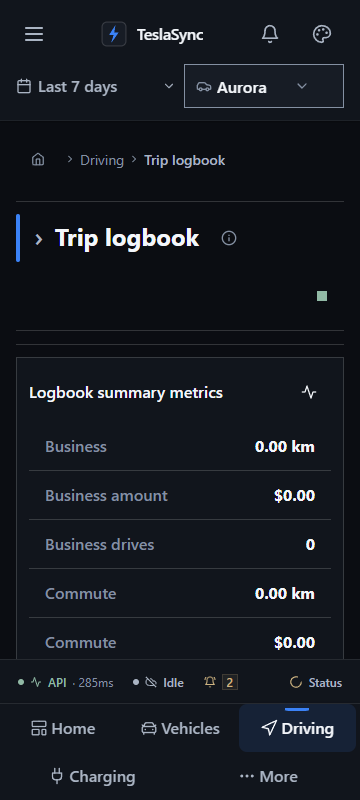 TeslaSync
Last 7 days
Aurora
Driving
Trip logbook
Trip logbook
Logbook summary metrics
Business 0.00 km
Business amount $0.00
Business drives 0
Commute 0.00 km
Commute $0.00
API · 285ms Idle 2 Status
Home Vehicles Driving
Charging More